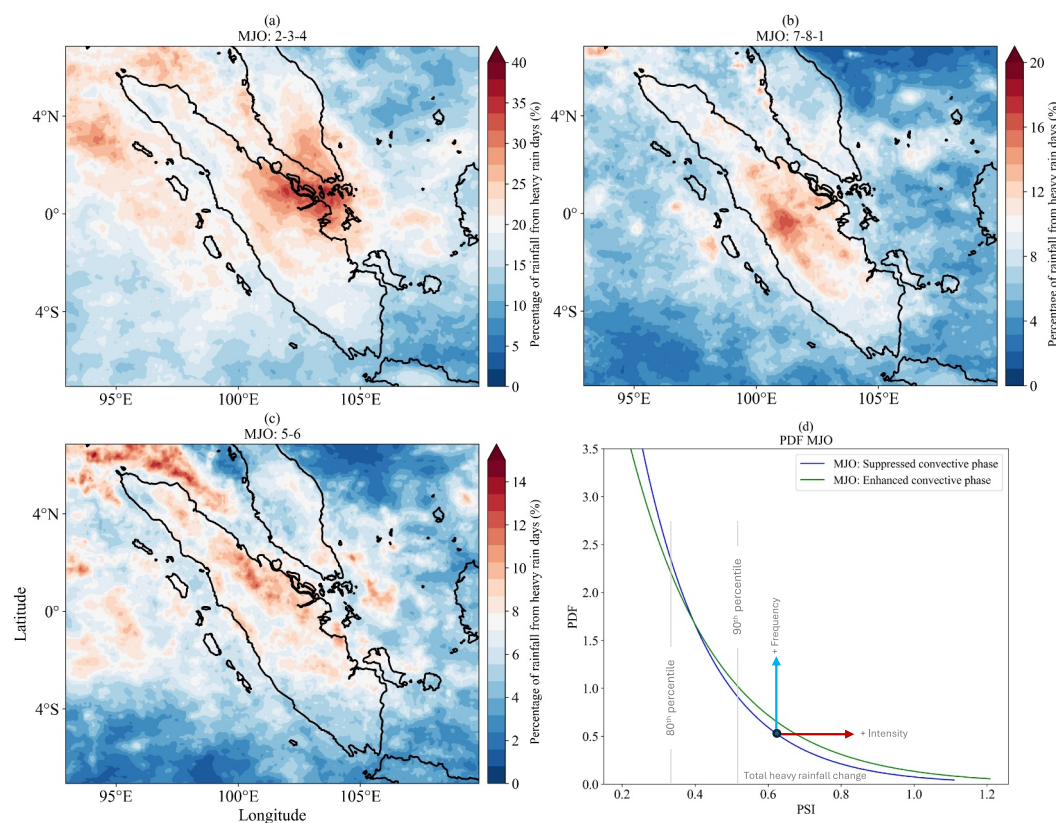 (a)
MJO: 2-3-4
4°N
0°
4°S
95°E 100°E 105°E
40
35
30
25
20
15
10
5
0
Percentage of rainfall from heavy rain days (%)
(b)
MJO: 7-8-1
4°N
0°
4°S
95°E 100°E 105°E
20
16
12
8
4
0
Percentage of rainfall from heavy rain days (%)
(c)
MJO: 5-6
Latitude
4°N
0°
4°S
95°E 100°E 105°E
Longitude
14
12
10
8
6
4
2
0
Percentage of rainfall from heavy rain days (%)
(d)
PDF MJO
MJO: Suppressed convective phase
MJO: Enhanced convective phase
PDF
3.5
3.0
2.5
2.0
1.5
1.0
0.5
0.0
80th percentile
90th percentile
+ Frequency
+ Intensity
Total heavy rainfall change
0.2 0.4 0.6 0.8 1.0 1.2
PSI